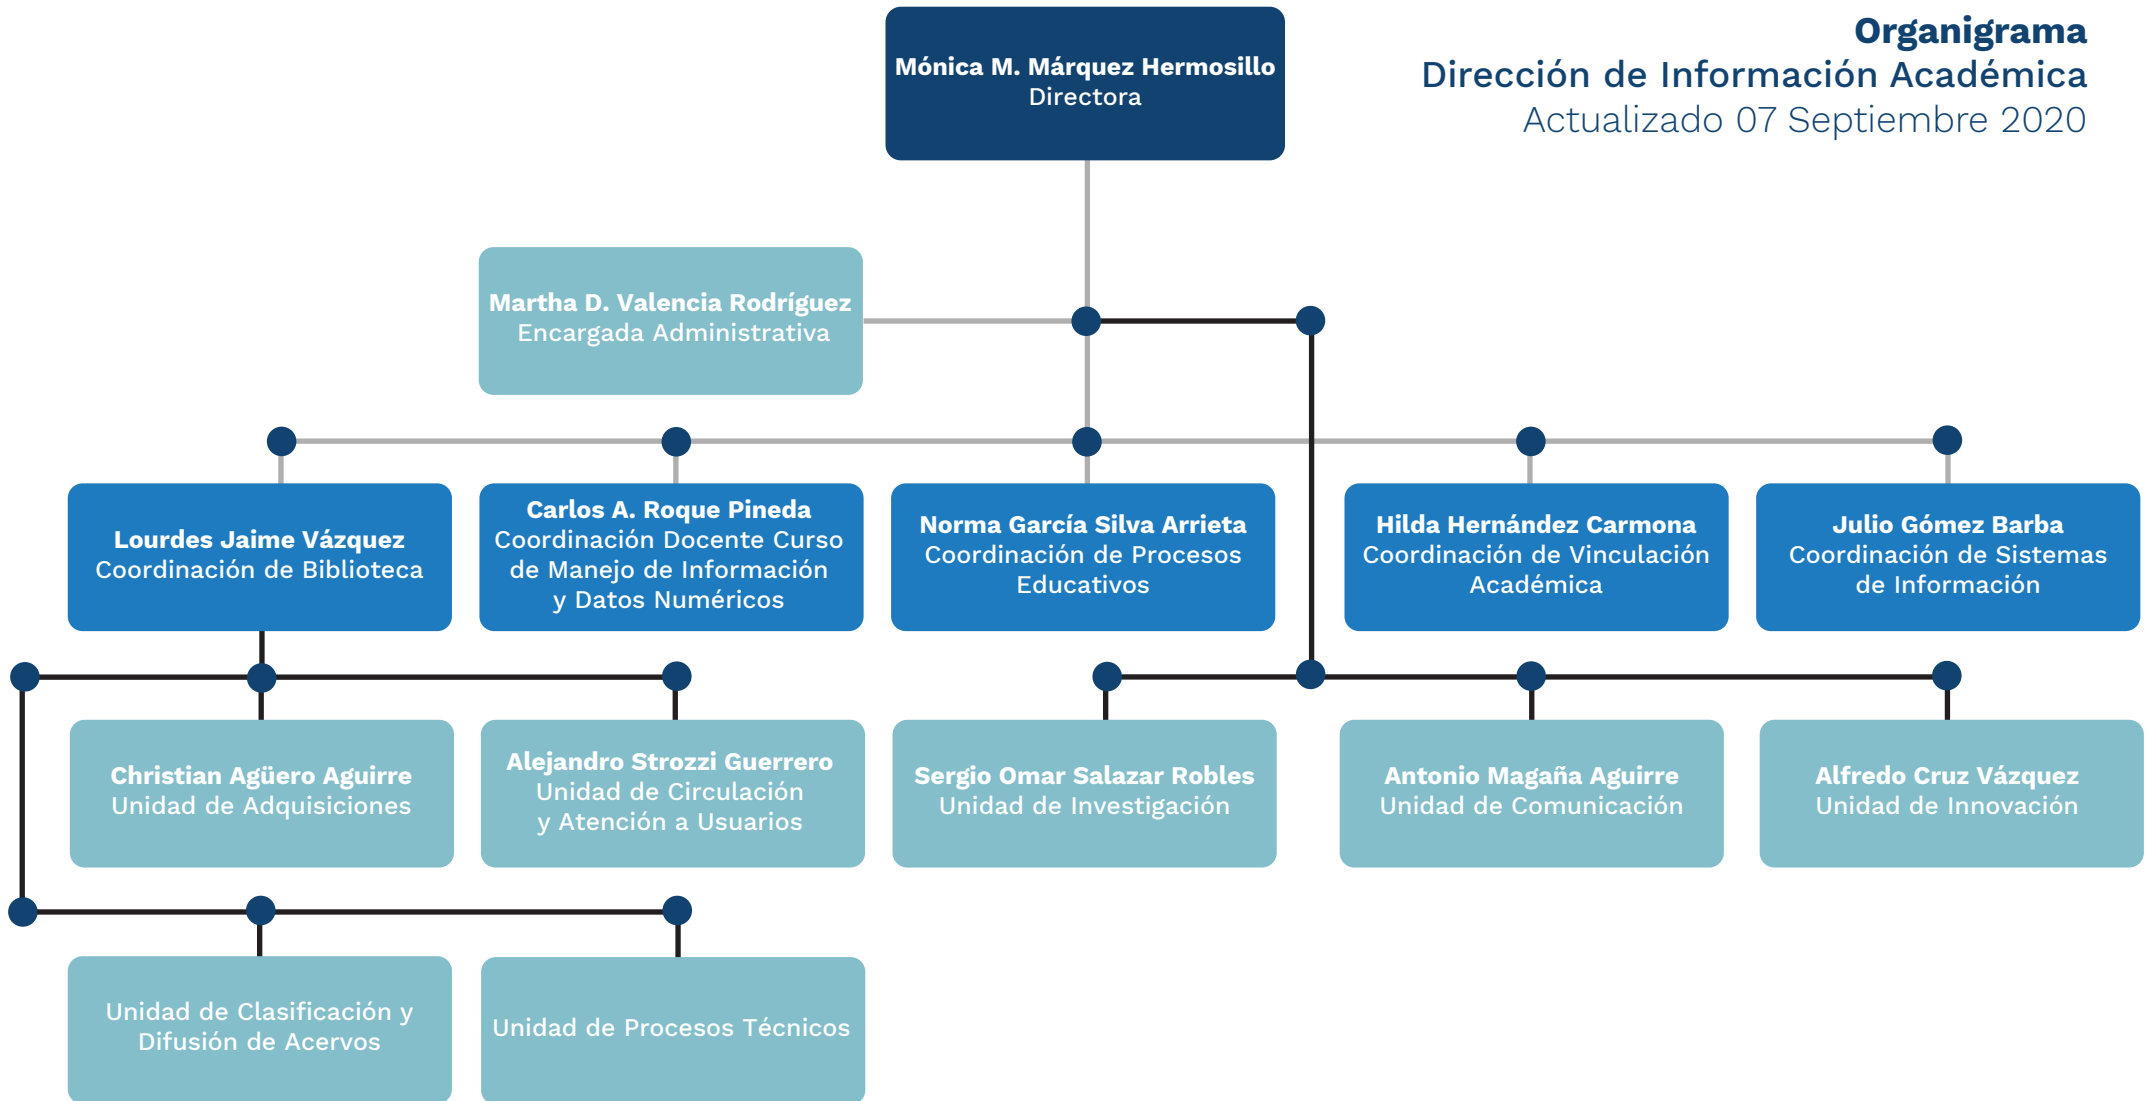 Organigrama
Dirección de Información Académica
Actualizado 07 Septiembre 2020
Mónica M. Márquez Hermosillo
Directora
Martha D. Valencia Rodríguez
Encargada Administrativa
Lourdes Jaime Vázquez
Coordinación de Biblioteca
Carlos A. Roque Pineda
Coordinación Docente Curso
de Manejo de Información
y Datos Numéricos
Norma García Silva Arrieta
Coordinación de Procesos
Educativos
Hilda Hernández Carmona
Coordinación de Vinculación
Académica
Julio Gómez Barba
Coordinación de Sistemas
de Información
Christian Agüero Aguirre
Unidad de Adquisiciones
Alejandro Strozzi Guerrero
Unidad de Circulación
y Atención a Usuarios
Sergio Omar Salazar Robles
Unidad de Investigación
Antonio Magaña Aguirre
Unidad de Comunicación
Alfredo Cruz Vázquez
Unidad de Innovación
Unidad de Clasificación y
Difusión de Acervos
Unidad de Procesos Técnicos